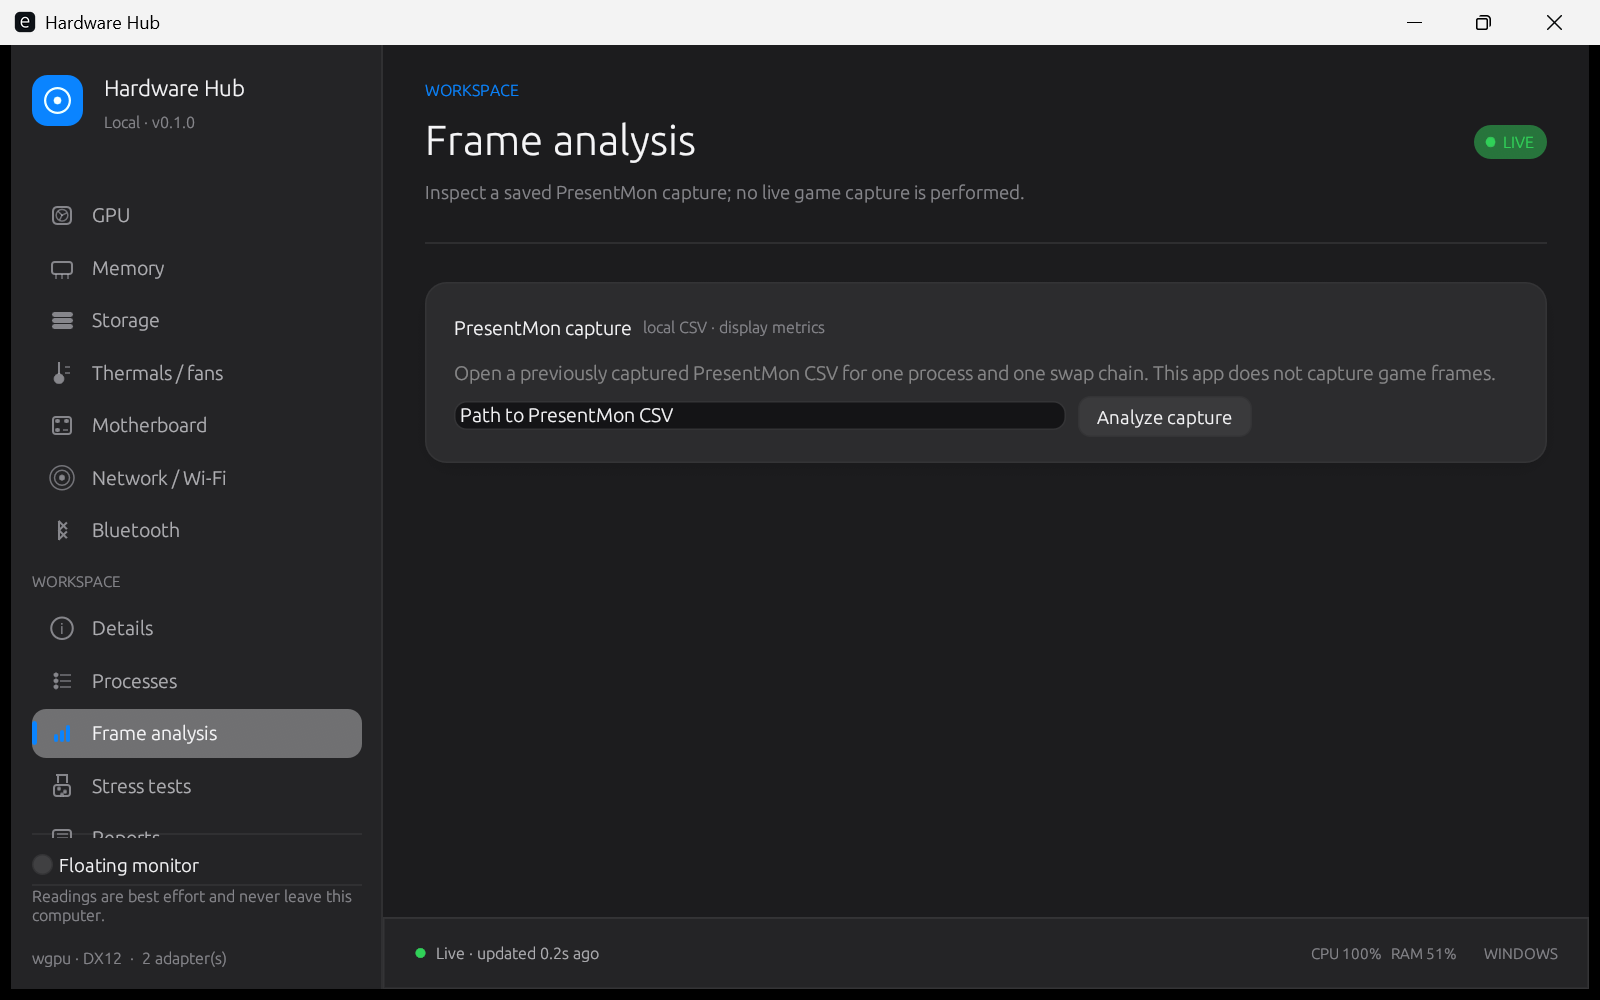 Hardware Hub
Hardware Hub
Local · v0.1.0
GPU
Memory
Storage
Thermals / fans
Motherboard
Network / Wi-Fi
Bluetooth
WORKSPACE
Details
Processes
Frame analysis
Stress tests
Reports
Floating monitor
Readings are best effort and never leave this
computer.
wgpu · DX12 · 2 adapter(s)
WORKSPACE
Frame analysis
LIVE
Inspect a saved PresentMon capture; no live game capture is performed.
PresentMon capture local CSV · display metrics
Open a previously captured PresentMon CSV for one process and one swap chain. This app does not capture game frames.
Path to PresentMon CSV
Analyze capture
Live · updated 0.2s ago
CPU 100% RAM 51% WINDOWS